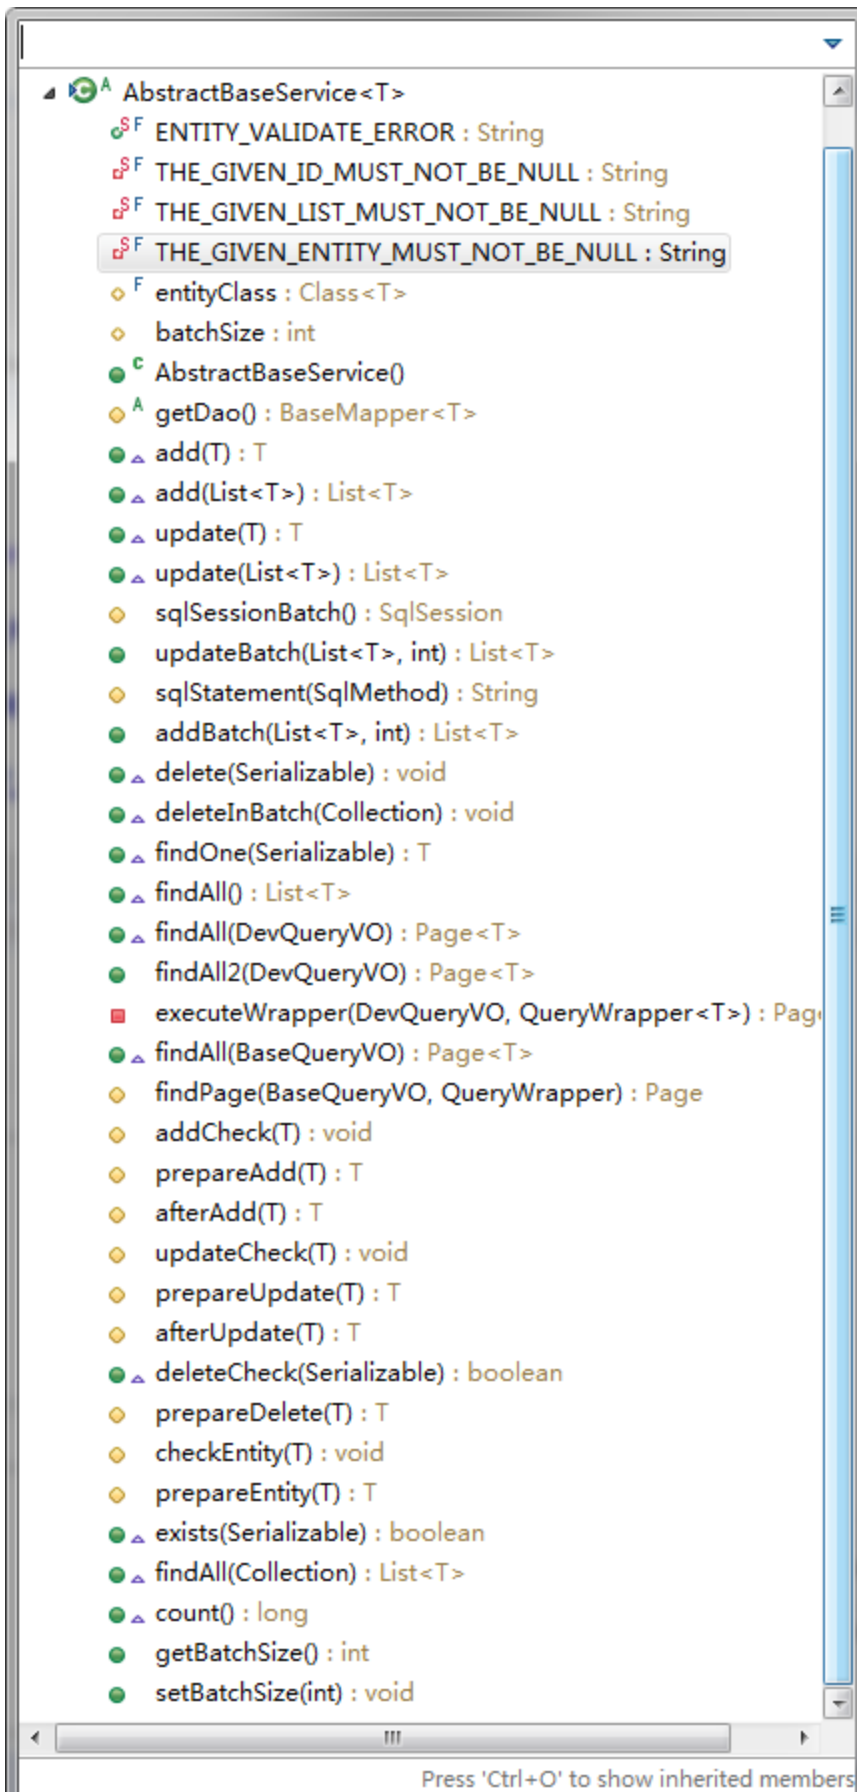 AbstractBaseService<T>
ENTITY_VALIDATE_ERROR : String
THE_GIVEN_ID_MUST_NOT_BE_NULL : String
THE_GIVEN_LIST_MUST_NOT_BE_NULL : String
THE_GIVEN_ENTITY_MUST_NOT_BE_NULL : String
entityClass : Class<T>
batchSize : int
AbstractBaseService()
getDao() : BaseMapper<T>
add(T) : T
add(List<T>) : List<T>
update(T) : T
update(List<T>) : List<T>
sqlSessionBatch() : SqlSession
updateBatch(List<T>, int) : List<T>
sqlStatement(SqlMethod) : String
addBatch(List<T>, int) : List<T>
delete(Serializable) : void
deleteInBatch(Collection) : void
findOne(Serializable) : T
findAll() : List<T>
findAll(DevQueryVO) : Page<T>
findAll2(DevQueryVO) : Page<T>
executeWrapper(DevQueryVO, QueryWrapper<T>) : Pag
findAll(BaseQueryVO) : Page<T>
findPage(BaseQueryVO, QueryWrapper) : Page
addCheck(T) : void
prepareAdd(T) : T
afterAdd(T) : T
updateCheck(T) : void
prepareUpdate(T) : T
afterUpdate(T) : T
deleteCheck(Serializable) : boolean
prepareDelete(T) : T
checkEntity(T) : void
prepareEntity(T) : T
exists(Serializable) : boolean
findAll(Collection) : List<T>
count() : long
getBatchSize() : int
setBatchSize(int) : void
Press 'Ctrl+O' to show inherited members